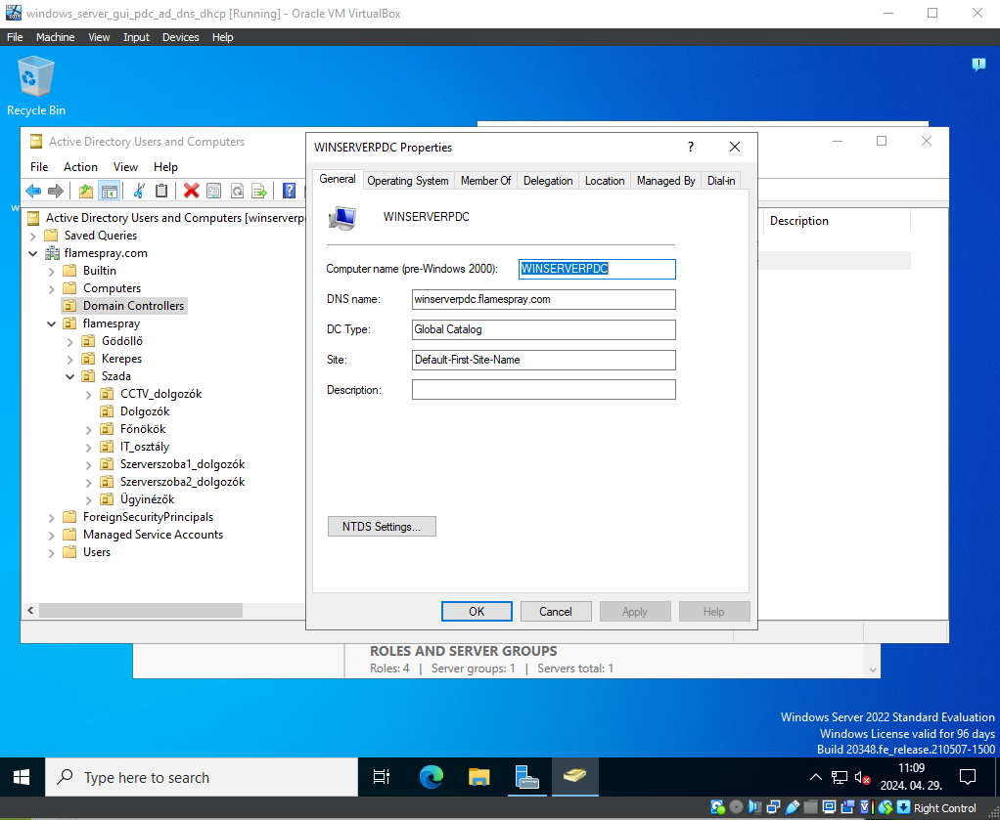 windows_server_gui_pdc_ad_dns_dhcp [Running] - Oracle VM VirtualBox
File Machine View Input Devices Help
Recycle Bin
Active Directory Users and Computers
File Action View Help
Active Directory Users and Computers [winserverp
Saved Queries
flamespray.com
Builtin
Computers
Domain Controllers
flamespray
Gödöllő
Kerepes
Szada
CCTV_dolgozók
Dolgozók
Főnökök
IT_osztály
Szerverszoba1_dolgozók
Szerverszoba2_dolgozók
Ügyinézők
ForeignSecurityPrincipals
Managed Service Accounts
Users
Description
WINSERVERPDC Properties
General Operating System Member Of Delegation Location Managed By Dial-in
WINSERVERPDC
Computer name (pre-Windows 2000): WINSERVERPDC
DNS name: winserverpdc.flamespray.com
DC Type: Global Catalog
Site: Default-First-Site-Name
Description:
NTDS Settings...
OK Cancel Apply Help
ROLES AND SERVER GROUPS
Roles: 4 | Server groups: 1 | Servers total: 1
Windows Server 2022 Standard Evaluation
Windows License valid for 96 days
Build 20348.fe_release.210507-1500
Type here to search
11:09
2024. 04. 29.
Right Control